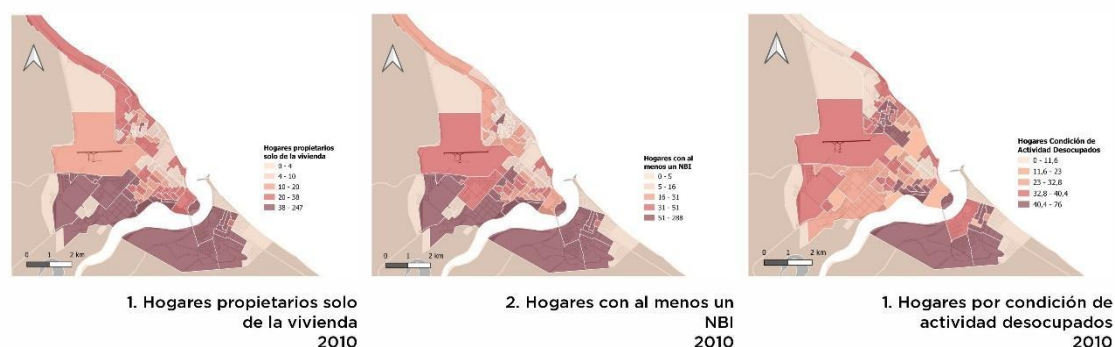 Hogares propietarios
solo de la vivienda
0 - 4
4 - 10
10 - 20
20 - 38
38 - 247
0 1 2 km
1. Hogares propietarios solo
de la vivienda
2010
Hogares con al
menos un NBI
0 - 5
5 - 16
16 - 31
31 - 51
51 - 288
0 1 2 km
2. Hogares con al menos un
NBI
2010
Hogares Condición de
Actividad Desocupados
0 - 11,6
11,6 - 23
23 - 32,8
32,8 - 40,4
40,4 - 76
0 1 2 km
1. Hogares por condición de
actividad desocupados
2010